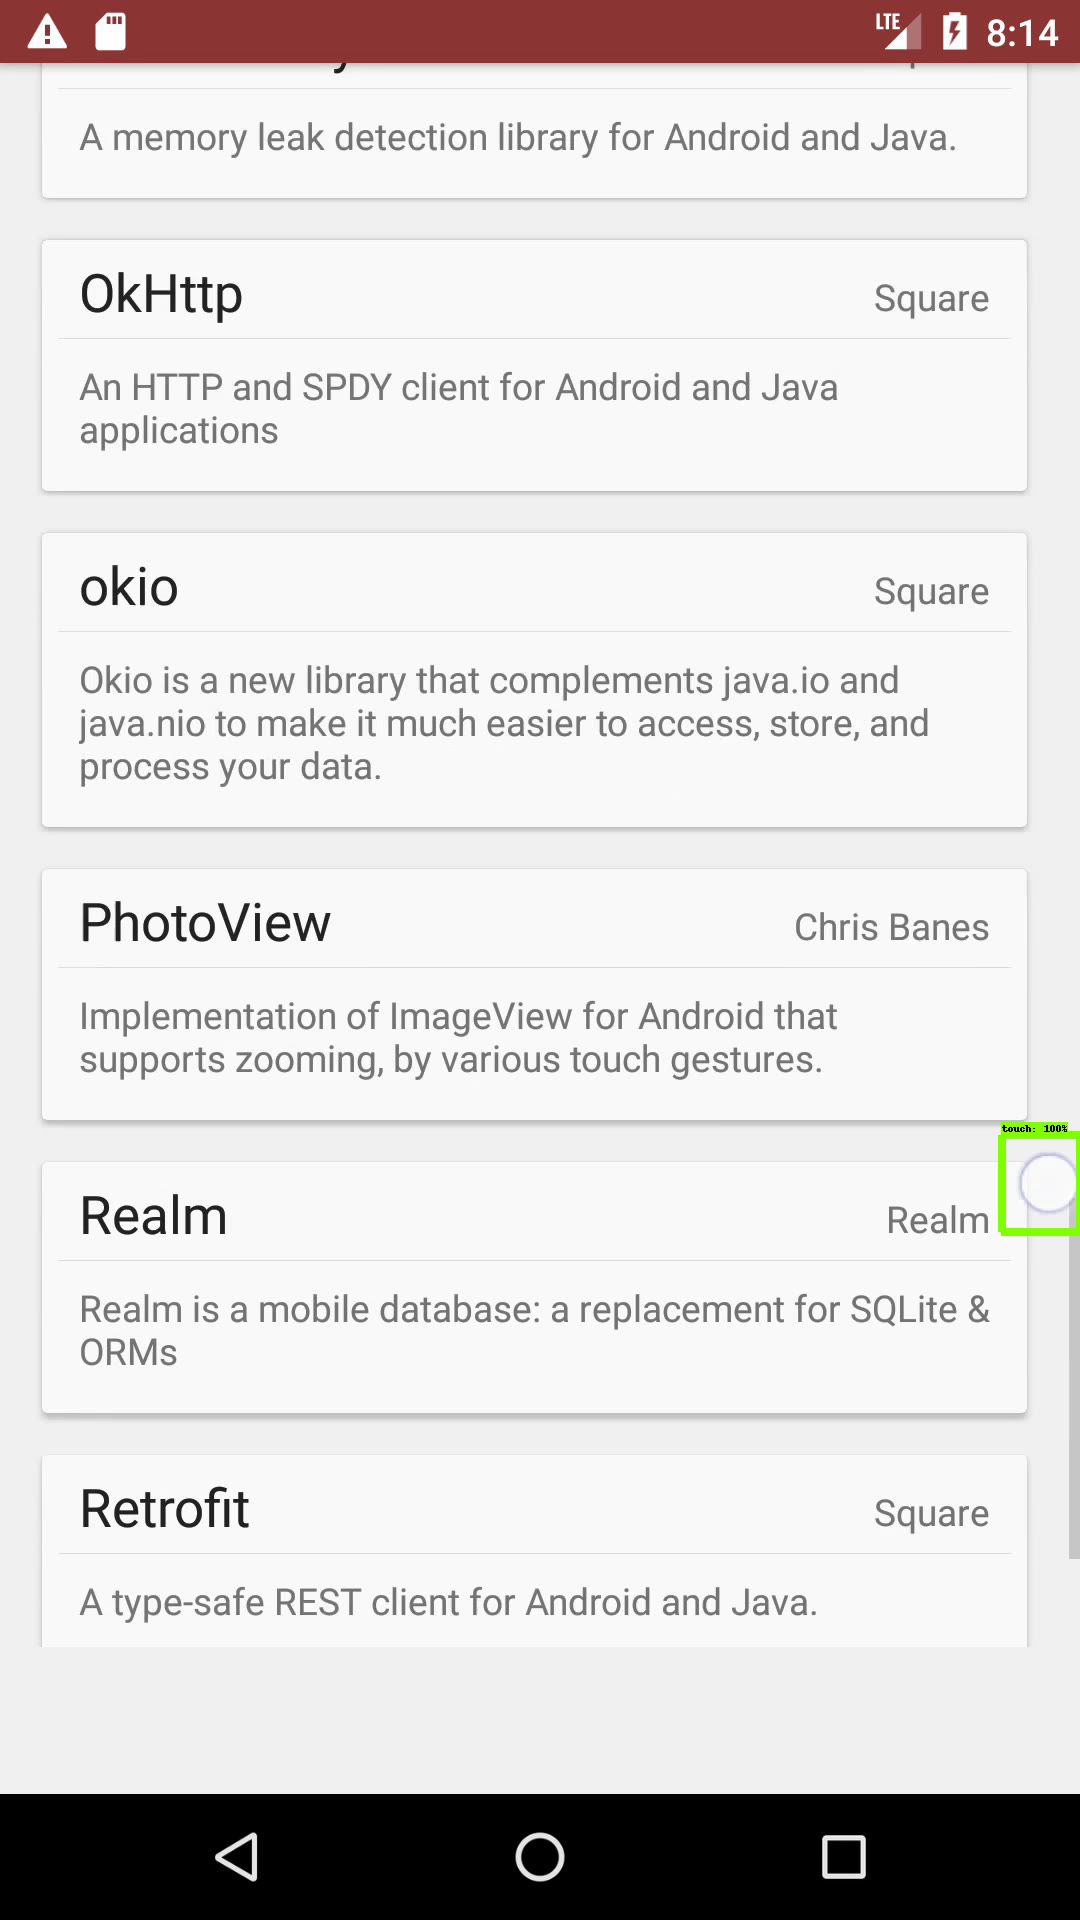 LTE 8:14
A memory leak detection library for Android and Java.
OkHttp Square
An HTTP and SPDY client for Android and Java
applications
okio Square
Okio is a new library that complements java.io and
java.nio to make it much easier to access, store, and
process your data.
PhotoView Chris Banes
Implementation of ImageView for Android that
supports zooming, by various touch gestures.
touch: 100%
Realm Realm
Realm is a mobile database: a replacement for SQLite &
ORMs
Retrofit Square
A type-safe REST client for Android and Java.